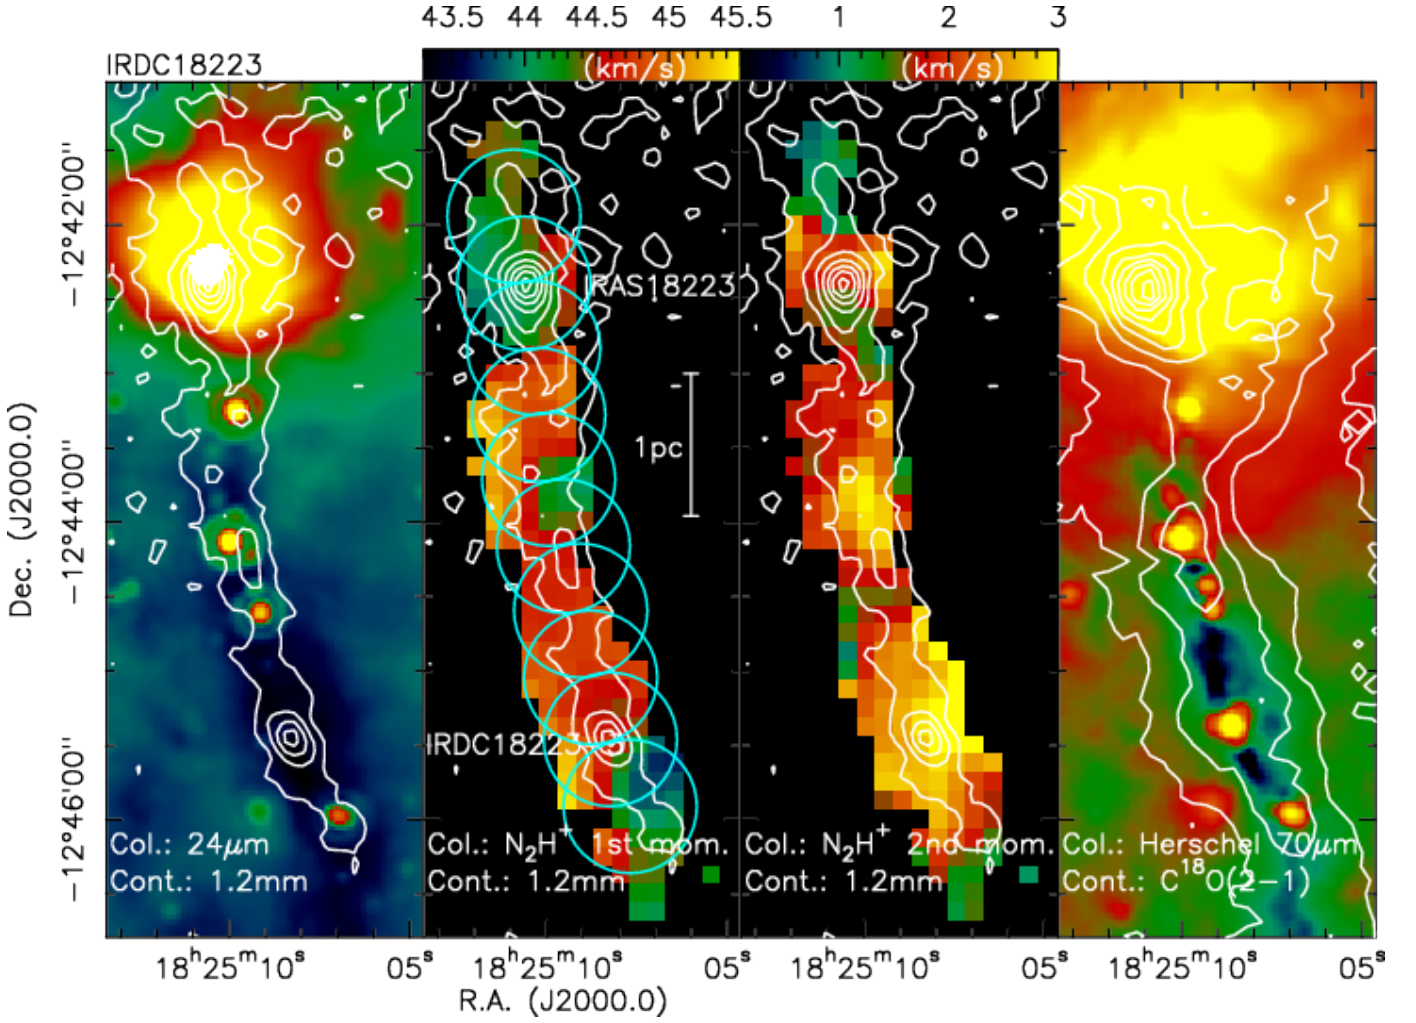 43.5 44 44.5 45 45.5 1 2 3
IRDC18223
(km/s) (km/s)
−12°42'00"
−12°44'00"
−12°46'00"
Dec. (J2000.0)
IRAS18223
1pc
IRDC18223
Col.: 24μm
Cont.: 1.2mm
Col.: N₂H⁺ 1st mom.
Cont.: 1.2mm
Col.: N₂H⁺ 2nd mom.
Cont.: 1.2mm
Col.: Herschel 70μm
Cont.: C¹⁸O(2−1)
18ʰ25ᵐ10ˢ 05ˢ 18ʰ25ᵐ10ˢ 05ˢ 18ʰ25ᵐ10ˢ 05ˢ 18ʰ25ᵐ10ˢ 05ˢ
R.A. (J2000.0)